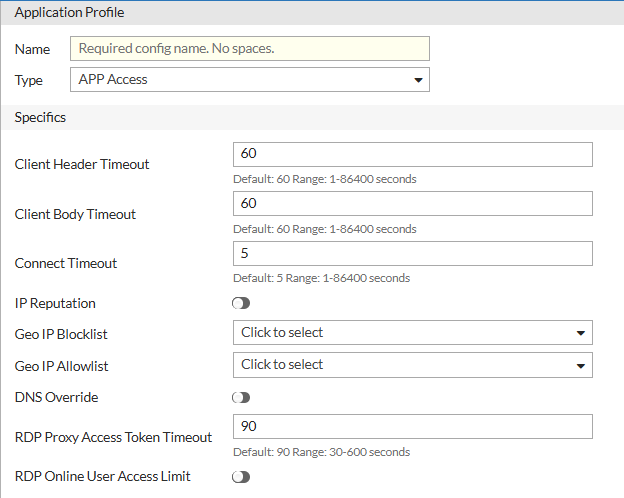 Application Profile
Name Required config name. No spaces.
Type APP Access
Specifics
Client Header Timeout 60
Default: 60 Range: 1-86400 seconds
Client Body Timeout 60
Default: 60 Range: 1-86400 seconds
Connect Timeout 5
Default: 5 Range: 1-86400 seconds
IP Reputation
Geo IP Blocklist Click to select
Geo IP Allowlist Click to select
DNS Override
RDP Proxy Access Token Timeout 90
Default: 90 Range: 30-600 seconds
RDP Online User Access Limit